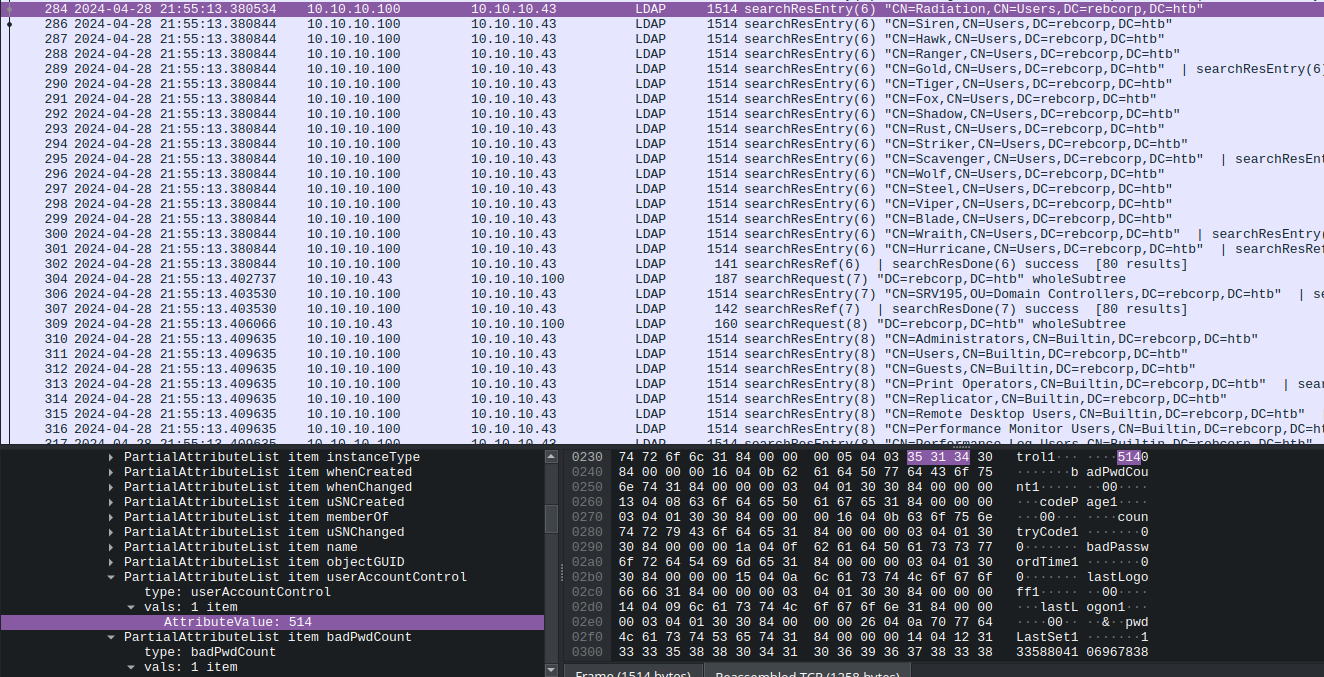 284 2024-04-28 21:55:13.380534 10.10.10.100 10.10.10.43 LDAP 1514 searchResEntry(6) "CN=Radiation,CN=Users,DC=rebcorp,DC=htb"
286 2024-04-28 21:55:13.380844 10.10.10.100 10.10.10.43 LDAP 1514 searchResEntry(6) "CN=Siren,CN=Users,DC=rebcorp,DC=htb"
287 2024-04-28 21:55:13.380844 10.10.10.100 10.10.10.43 LDAP 1514 searchResEntry(6) "CN=Hawk,CN=Users,DC=rebcorp,DC=htb"
288 2024-04-28 21:55:13.380844 10.10.10.100 10.10.10.43 LDAP 1514 searchResEntry(6) "CN=Ranger,CN=Users,DC=rebcorp,DC=htb"
289 2024-04-28 21:55:13.380844 10.10.10.100 10.10.10.43 LDAP 1514 searchResEntry(6) "CN=Gold,CN=Users,DC=rebcorp,DC=htb" | searchResEntry(6)
290 2024-04-28 21:55:13.380844 10.10.10.100 10.10.10.43 LDAP 1514 searchResEntry(6) "CN=Tiger,CN=Users,DC=rebcorp,DC=htb"
291 2024-04-28 21:55:13.380844 10.10.10.100 10.10.10.43 LDAP 1514 searchResEntry(6) "CN=Fox,CN=Users,DC=rebcorp,DC=htb"
292 2024-04-28 21:55:13.380844 10.10.10.100 10.10.10.43 LDAP 1514 searchResEntry(6) "CN=Shadow,CN=Users,DC=rebcorp,DC=htb"
293 2024-04-28 21:55:13.380844 10.10.10.100 10.10.10.43 LDAP 1514 searchResEntry(6) "CN=Rust,CN=Users,DC=rebcorp,DC=htb"
294 2024-04-28 21:55:13.380844 10.10.10.100 10.10.10.43 LDAP 1514 searchResEntry(6) "CN=Striker,CN=Users,DC=rebcorp,DC=htb"
295 2024-04-28 21:55:13.380844 10.10.10.100 10.10.10.43 LDAP 1514 searchResEntry(6) "CN=Scavenger,CN=Users,DC=rebcorp,DC=htb" | searchResEnt
296 2024-04-28 21:55:13.380844 10.10.10.100 10.10.10.43 LDAP 1514 searchResEntry(6) "CN=Wolf,CN=Users,DC=rebcorp,DC=htb"
297 2024-04-28 21:55:13.380844 10.10.10.100 10.10.10.43 LDAP 1514 searchResEntry(6) "CN=Steel,CN=Users,DC=rebcorp,DC=htb"
298 2024-04-28 21:55:13.380844 10.10.10.100 10.10.10.43 LDAP 1514 searchResEntry(6) "CN=Viper,CN=Users,DC=rebcorp,DC=htb"
299 2024-04-28 21:55:13.380844 10.10.10.100 10.10.10.43 LDAP 1514 searchResEntry(6) "CN=Blade,CN=Users,DC=rebcorp,DC=htb"
300 2024-04-28 21:55:13.380844 10.10.10.100 10.10.10.43 LDAP 1514 searchResEntry(6) "CN=Wraith,CN=Users,DC=rebcorp,DC=htb" | searchResEntry(
301 2024-04-28 21:55:13.380844 10.10.10.100 10.10.10.43 LDAP 1514 searchResEntry(6) "CN=Hurricane,CN=Users,DC=rebcorp,DC=htb" | searchResRef
302 2024-04-28 21:55:13.380844 10.10.10.100 10.10.10.43 LDAP 141 searchResRef(6) | searchResDone(6) success [80 results]
304 2024-04-28 21:55:13.402737 10.10.10.43 10.10.10.100 LDAP 187 searchRequest(7) "DC=rebcorp,DC=htb" wholeSubtree
306 2024-04-28 21:55:13.403530 10.10.10.100 10.10.10.43 LDAP 1514 searchResEntry(7) "CN=SRV195,OU=Domain Controllers,DC=rebcorp,DC=htb" | se
307 2024-04-28 21:55:13.403530 10.10.10.100 10.10.10.43 LDAP 142 searchResRef(7) | searchResDone(7) success [80 results]
309 2024-04-28 21:55:13.406066 10.10.10.43 10.10.10.100 LDAP 160 searchRequest(8) "DC=rebcorp,DC=htb" wholeSubtree
310 2024-04-28 21:55:13.409635 10.10.10.100 10.10.10.43 LDAP 1514 searchResEntry(8) "CN=Administrators,CN=Builtin,DC=rebcorp,DC=htb"
311 2024-04-28 21:55:13.409635 10.10.10.100 10.10.10.43 LDAP 1514 searchResEntry(8) "CN=Users,CN=Builtin,DC=rebcorp,DC=htb"
312 2024-04-28 21:55:13.409635 10.10.10.100 10.10.10.43 LDAP 1514 searchResEntry(8) "CN=Guests,CN=Builtin,DC=rebcorp,DC=htb"
313 2024-04-28 21:55:13.409635 10.10.10.100 10.10.10.43 LDAP 1514 searchResEntry(8) "CN=Print Operators,CN=Builtin,DC=rebcorp,DC=htb" | sea
314 2024-04-28 21:55:13.409635 10.10.10.100 10.10.10.43 LDAP 1514 searchResEntry(8) "CN=Replicator,CN=Builtin,DC=rebcorp,DC=htb"
315 2024-04-28 21:55:13.409635 10.10.10.100 10.10.10.43 LDAP 1514 searchResEntry(8) "CN=Remote Desktop Users,CN=Builtin,DC=rebcorp,DC=htb"
316 2024-04-28 21:55:13.409635 10.10.10.100 10.10.10.43 LDAP 1514 searchResEntry(8) "CN=Performance Monitor Users,CN=Builtin,DC=rebcorp,DC=ht
317 2024-04-28 21:55:13.409635 10.10.10.100 10.10.10.43 LDAP 1514 searchResEntry(8) "CN=Performance Log Users,CN=Builtin,DC=rebcorp,DC=htb"
PartialAttributeList item instanceType
PartialAttributeList item whenCreated
PartialAttributeList item whenChanged
PartialAttributeList item uSNCreated
PartialAttributeList item memberOf
PartialAttributeList item uSNChanged
PartialAttributeList item name
PartialAttributeList item objectGUID
PartialAttributeList item userAccountControl
type: userAccountControl
vals: 1 item
AttributeValue: 514
PartialAttributeList item badPwdCount
type: badPwdCount
vals: 1 item
0230 74 72 6f 6c 31 84 00 00 00 05 04 03 35 31 34 30 trol1··· ····5140
0240 84 00 00 00 16 04 0b 62 61 64 50 77 64 43 6f 75 ·······b adPwdCou
0250 6e 74 31 84 00 00 00 03 04 01 30 30 84 00 00 00 nt1····· ··00····
0260 13 04 08 63 6f 64 65 50 61 67 65 31 84 00 00 00 ···codeP age1····
0270 03 04 01 30 30 84 00 00 00 16 04 0b 63 6f 75 6e ···00··· ····coun
0280 74 72 79 43 6f 64 65 31 84 00 00 00 03 04 01 30 tryCode1 ·······0
0290 30 84 00 00 00 1a 04 0f 62 61 64 50 61 73 73 77 0······· badPassw
02a0 6f 72 64 54 69 6d 65 31 84 00 00 00 03 04 01 30 ordTime1 ·······0
02b0 30 84 00 00 00 15 04 0a 6c 61 73 74 4c 6f 67 6f 0······· lastLogo
02c0 66 66 31 84 00 00 00 03 04 01 30 30 84 00 00 00 ff1····· ··00····
02d0 14 04 09 6c 61 73 74 4c 6f 67 6f 6e 31 84 00 00 ···lastL ogon1···
02e0 00 03 04 01 30 30 84 00 00 00 26 04 0a 70 77 64 ····00·· ··&··pwd
02f0 4c 61 73 74 53 65 74 31 84 00 00 00 14 04 12 31 LastSet1 ·······1
0300 33 33 35 38 38 30 34 31 30 36 39 36 37 38 33 38 33588041 06967838
Frame (1514 bytes) Reassembled TCP (1258 bytes)